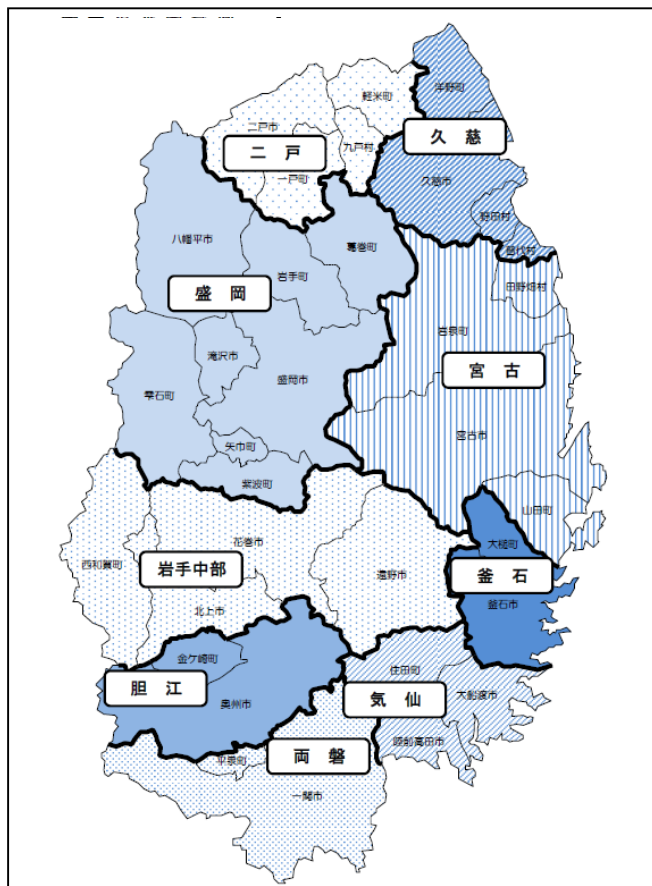 洋野町
軽米町
二戸市
久慈
二戸
九戸村
一戸町
久慈市
野田村
普代村
八幡平市
葛巻町
田野畑村
岩手町
盛岡
岩泉町
滝沢市
宮古
盛岡市
雫石町
宮古市
矢巾町
紫波町
山田町
花巻市
大槌町
西和賀町
岩手中部
遠野市
釜石
釜石市
北上市
金ケ崎町
住田町
胆江
奥州市
気仙
大船渡市
陸前高田市
両磐
平泉町
一関市